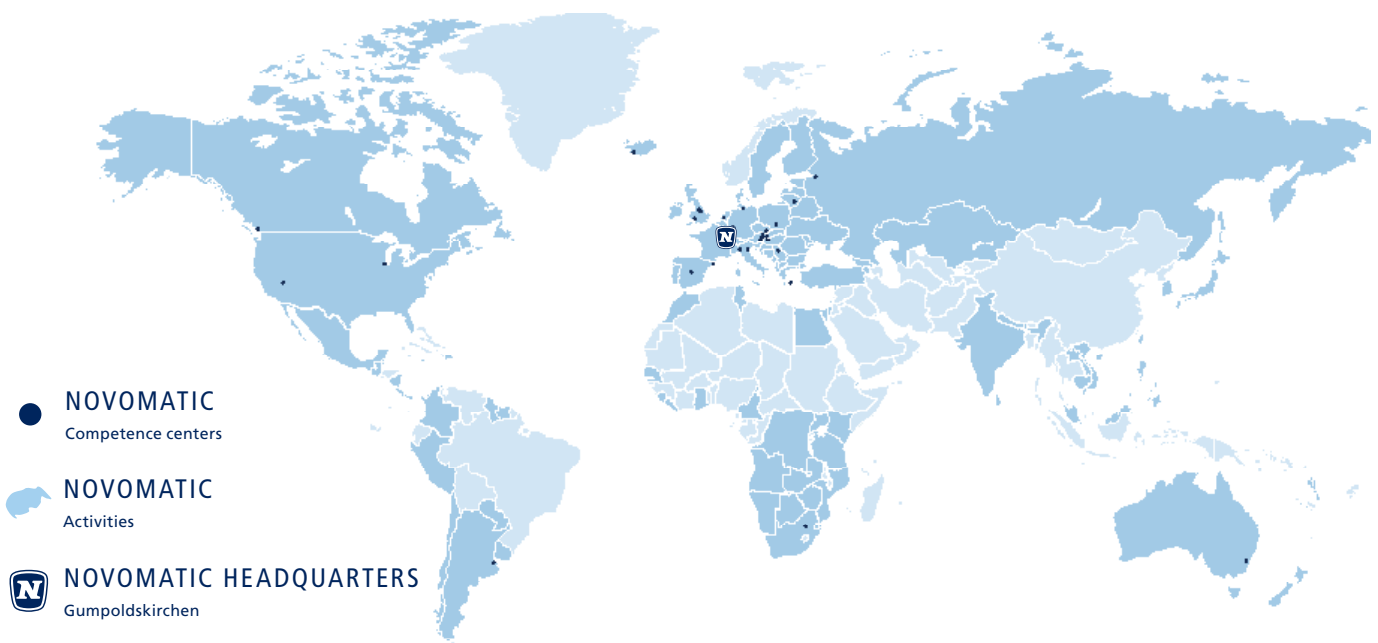 NOVOMATIC
Competence centers
NOVOMATIC
Activities
N NOVOMATIC HEADQUARTERS
Gumpoldskirchen
N